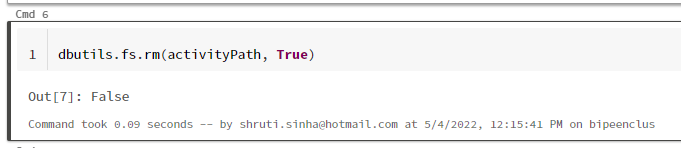 Cmd 6
1 dbutils.fs.rm(activityPath, True)
Out[7]: False
Command took 0.09 seconds -- by shruti.sinha@hotmail.com at 5/4/2022, 12:15:41 PM on bipeenclus